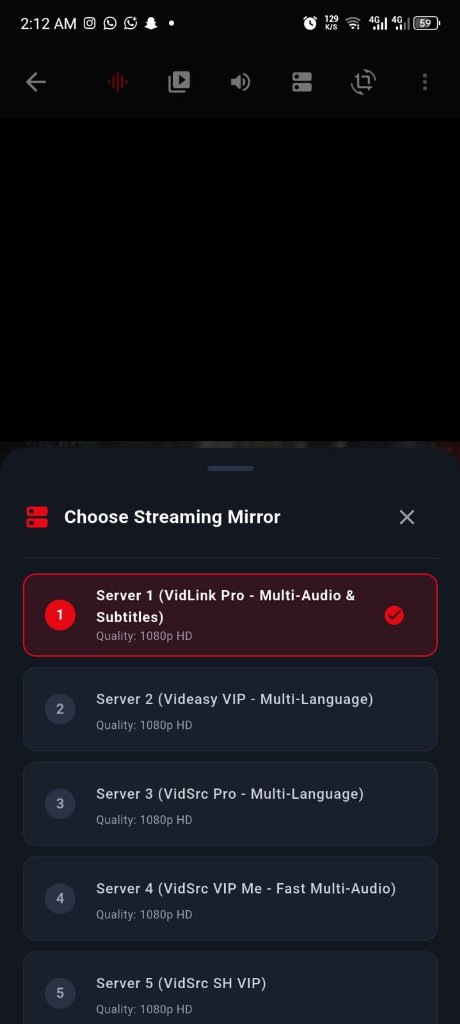 2:12 AM
129
K/S
4G
4G
59
Choose Streaming Mirror
1
Server 1 (VidLink Pro - Multi-Audio &
Subtitles)
Quality: 1080p HD
2
Server 2 (Videasy VIP - Multi-Language)
Quality: 1080p HD
3
Server 3 (VidSrc Pro - Multi-Language)
Quality: 1080p HD
4
Server 4 (VidSrc VIP Me - Fast Multi-Audio)
Quality: 1080p HD
5
Server 5 (VidSrc SH VIP)
Quality: 1080p HD